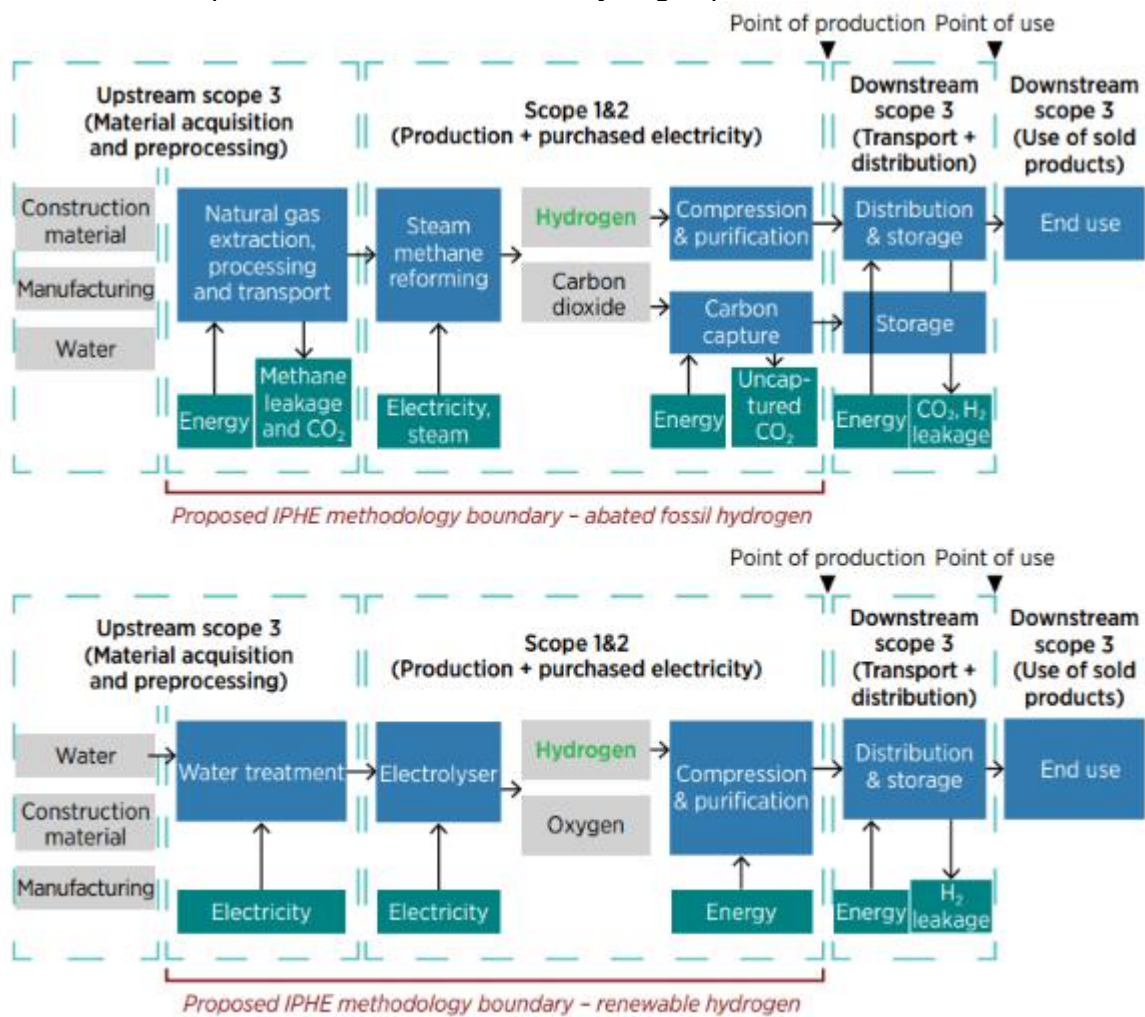 Point of production Point of use
Upstream scope 3
(Material acquisition
and preprocessing)
Scope 1&2
(Production + purchased electricity)
Downstream
scope 3
(Transport +
distribution)
Downstream
scope 3
(Use of sold
products)
Construction
material
Manufacturing
Water
Natural gas
extraction,
processing
and transport
Steam
methane
reforming
Hydrogen
Carbon
dioxide
Compression
& purification
Carbon
capture
Distribution
& storage
Storage
End use
Energy
Methane
leakage
and CO₂
Electricity,
steam
Energy
Uncap-
tured
CO₂
Energy
CO₂, H₂
leakage
Proposed IPHE methodology boundary – abated fossil hydrogen
Point of production Point of use
Upstream scope 3
(Material acquisition
and preprocessing)
Scope 1&2
(Production + purchased electricity)
Downstream
scope 3
(Transport +
distribution)
Downstream
scope 3
(Use of sold
products)
Water
Construction
material
Manufacturing
Water treatment
Electrolyser
Hydrogen
Oxygen
Compression
& purification
Distribution
& storage
End use
Electricity
Electricity
Energy
Energy
H₂
leakage
Proposed IPHE methodology boundary – renewable hydrogen